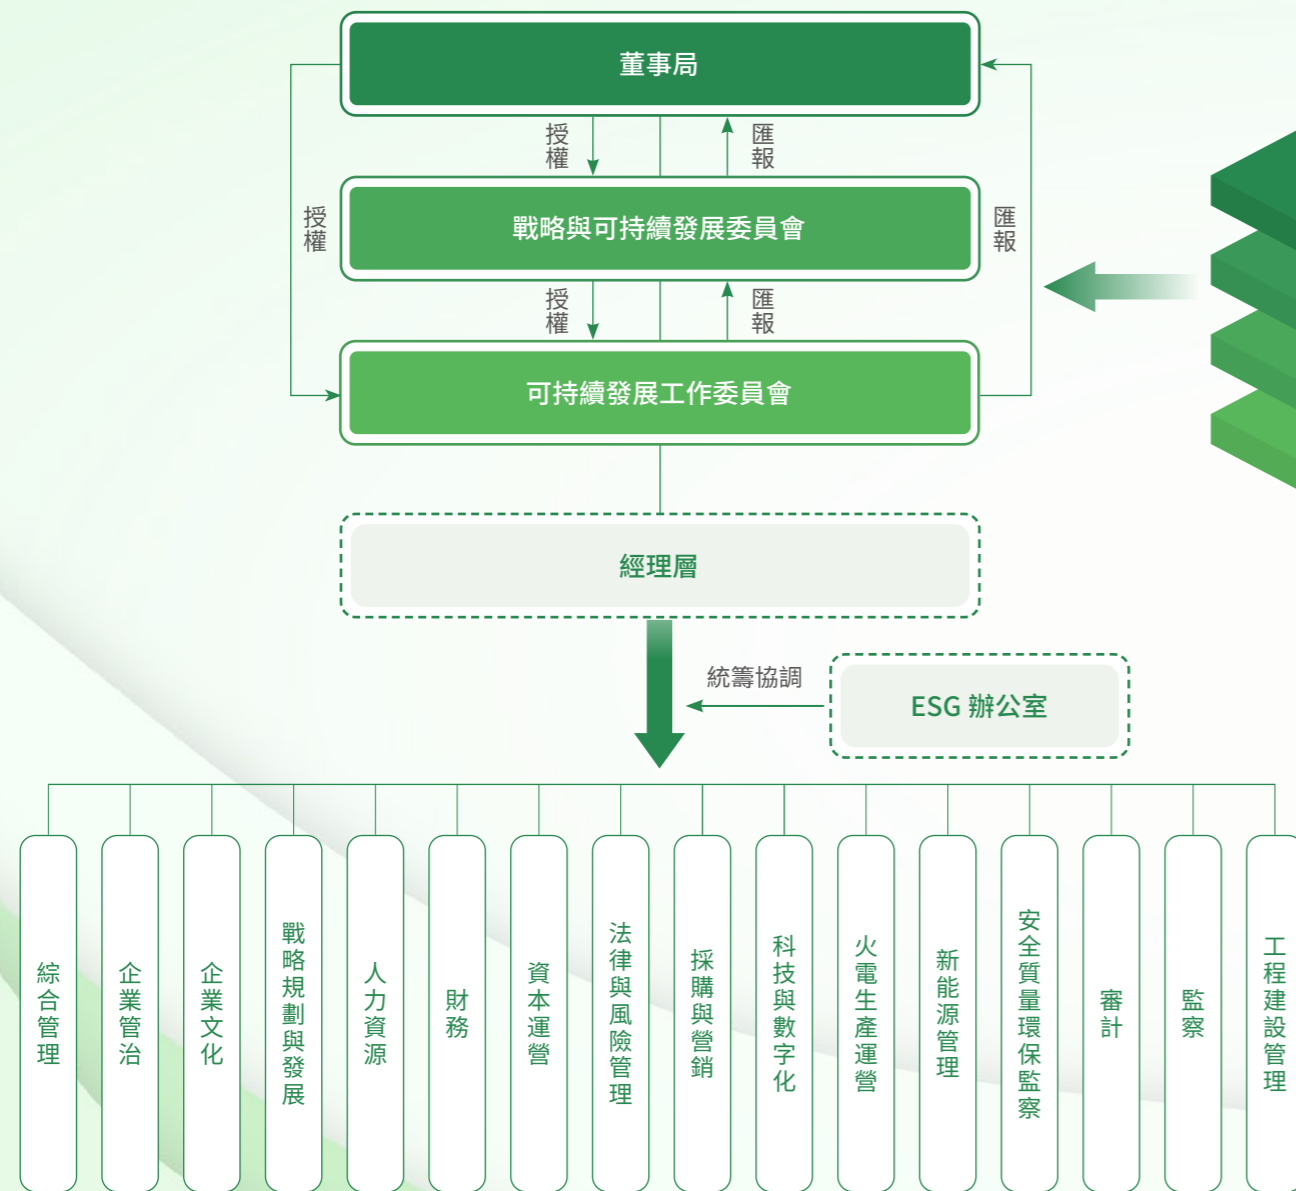 董事局
授權
匯報
授權
戰略與可持續發展委員會
匯報
授權
匯報
可持續發展工作委員會
經理層
統籌協調
ESG 辦公室
綜合管理
企業管治
企業文化
戰略規劃與發展
人力資源
財務
資本運營
法律與風險管理
採購與營銷
科技與數字化
火電生產運營
新能源管理
安全質量環保監察
審計
監察
工程建設管理